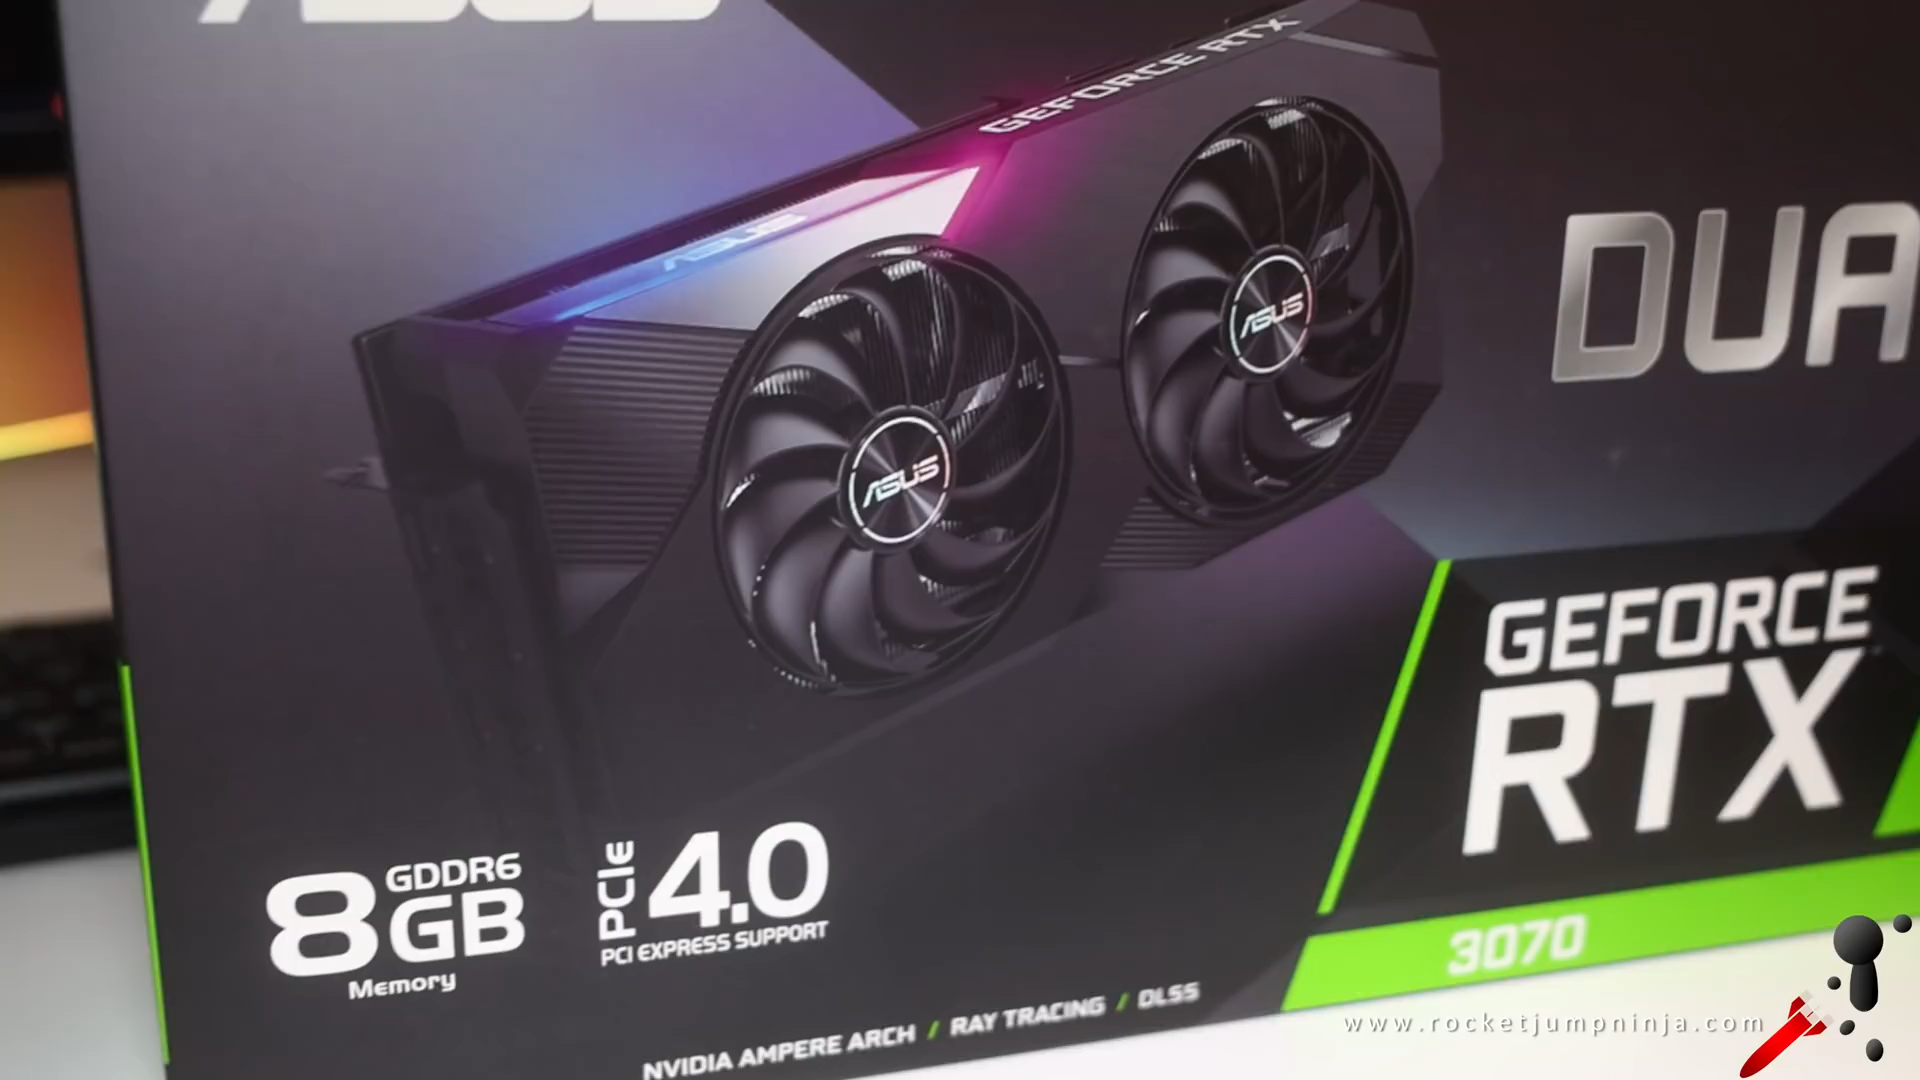 ASUS
GEFORCE RTX
ASUS
ASUS
ASUS
DUA
GEFORCE
RTX
3070
8 GDDR6
GB
Memory
PCIe 4.0
PCI EXPRESS SUPPORT
NVIDIA AMPERE ARCH / RAY TRACING / DLSS
www.rocketjumpninja.com